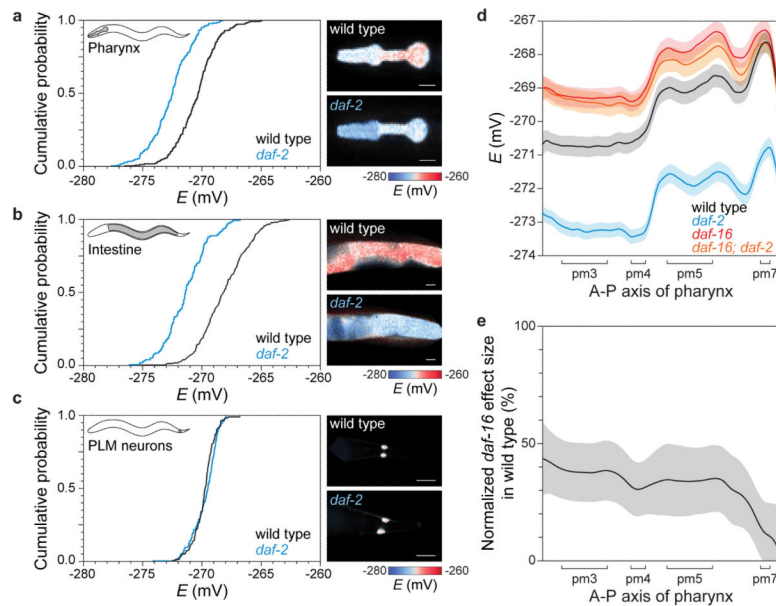 a
Pharynx
Cumulative probability
1.0
0.5
0.0
wild type
daf-2
-280 -275 -270 -265 -260
E (mV)
wild type
daf-2
-280 -260
E (mV)
b
Intestine
Cumulative probability
1.0
0.5
0.0
wild type
daf-2
-280 -275 -270 -265 -260
E (mV)
wild type
daf-2
-280 -260
E (mV)
c
PLM neurons
Cumulative probability
1.0
0.5
0.0
wild type
daf-2
-280 -275 -270 -265 -260
E (mV)
wild type
daf-2
-280 -260
E (mV)
d
E (mV)
-267
-268
-269
-270
-271
-272
-273
-274
wild type
daf-2
daf-16
daf-16; daf-2
pm3 pm4 pm5 pm7
A-P axis of pharynx
e
Normalized daf-16 effect size
in wild type (%)
100
50
0
pm3 pm4 pm5 pm7
A-P axis of pharynx